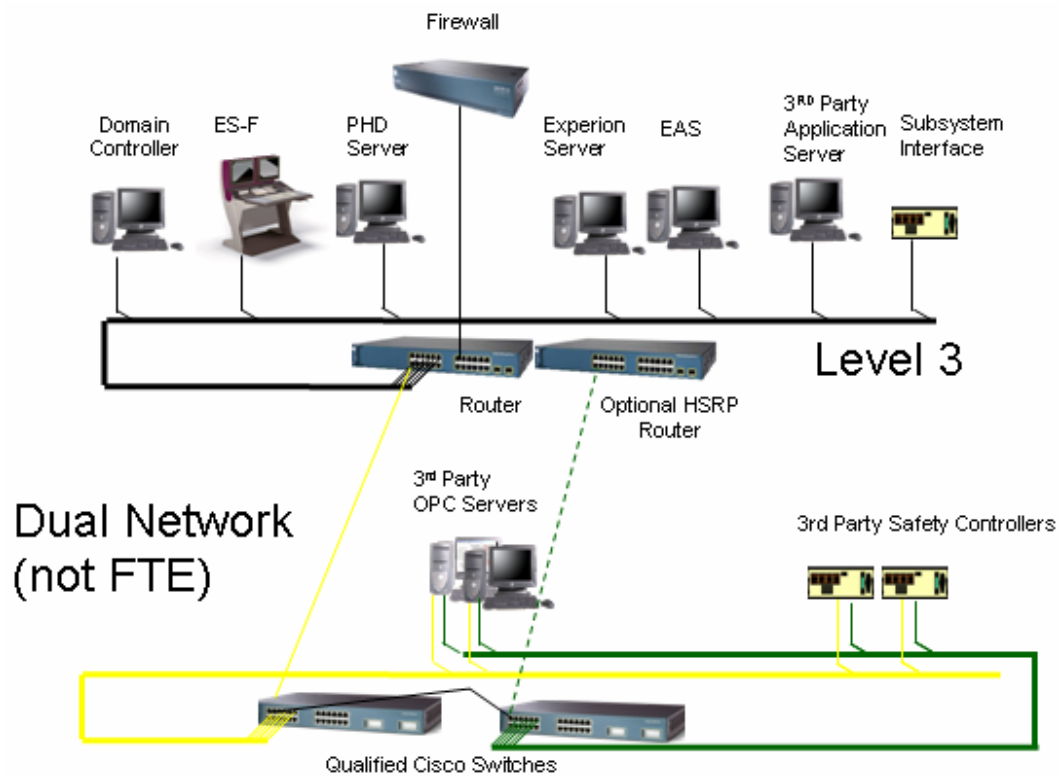 Firewall
Domain
Controller
ES-F
PHD
Server
Experion
Server
EAS
3RD Party
Application
Server
Subsystem
Interface
Level 3
Router
Optional HSRP
Router
3rd Party
OPC Servers
Dual Network
(not FTE)
3rd Party Safety Controllers
Qualified Cisco Switches